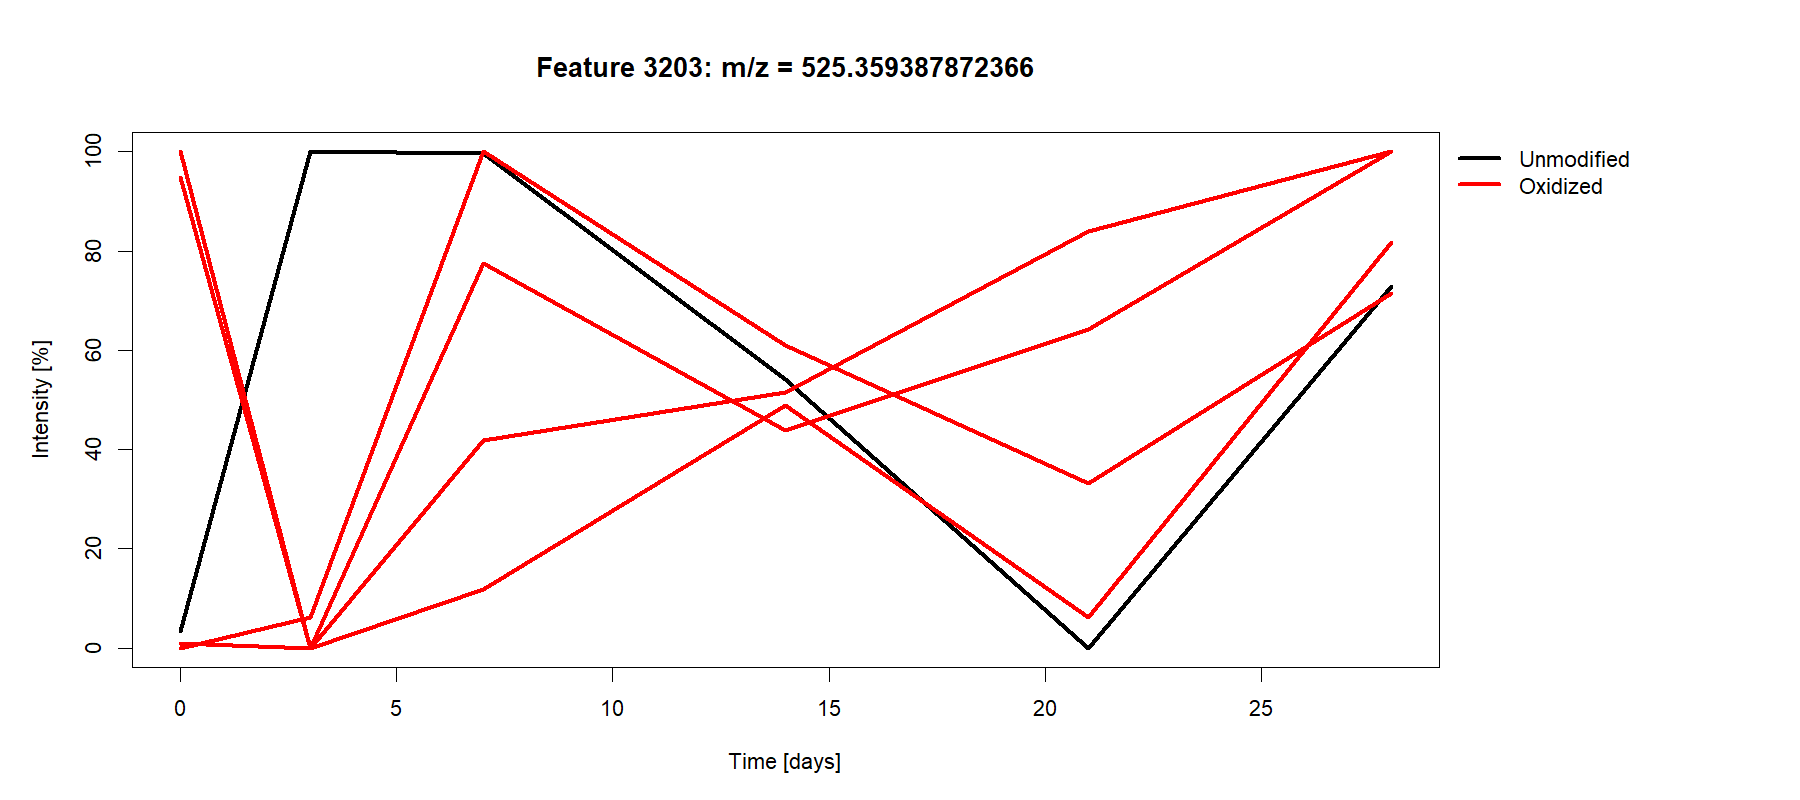 Feature 3203: m/z = 525.359387872366
Unmodified
Oxidized
Intensity [%]
100
80
60
40
20
0
0 5 10 15 20 25
Time [days]